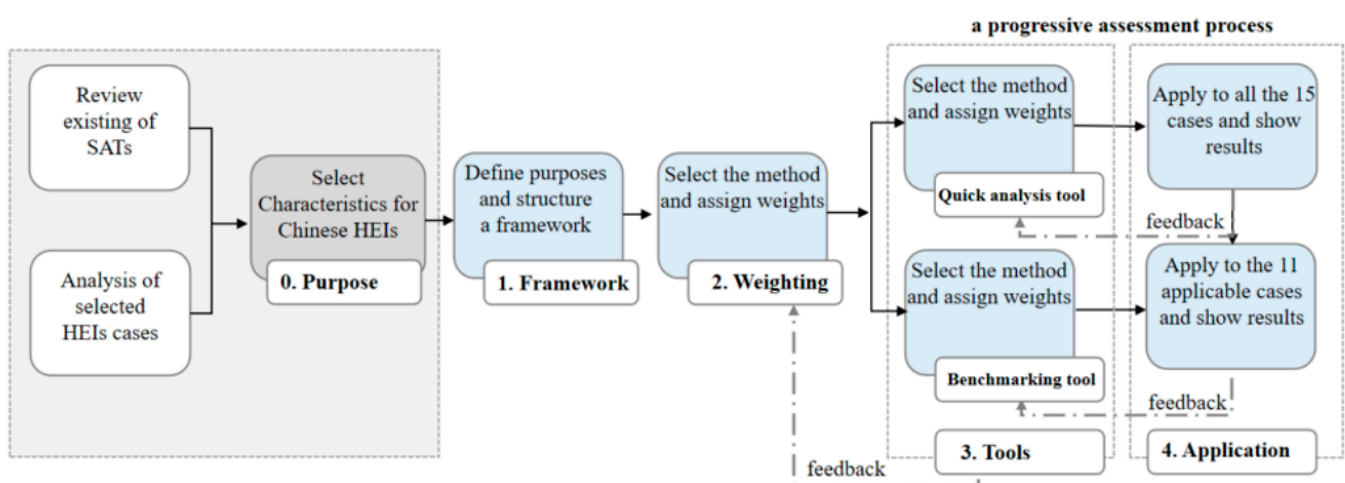 a progressive assessment process
Review
existing of
SATs
Analysis of
selected
HEIs cases
Select
Characteristics for
Chinese HEIs
0. Purpose
Define purposes
and structure
a framework
1. Framework
Select the method
and assign weights
2. Weighting
Select the method
and assign weights
Quick analysis tool
Apply to all the 15
cases and show
results
feedback
Select the method
and assign weights
Benchmarking tool
Apply to the 11
applicable cases
and show results
feedback
3. Tools
4. Application
feedback